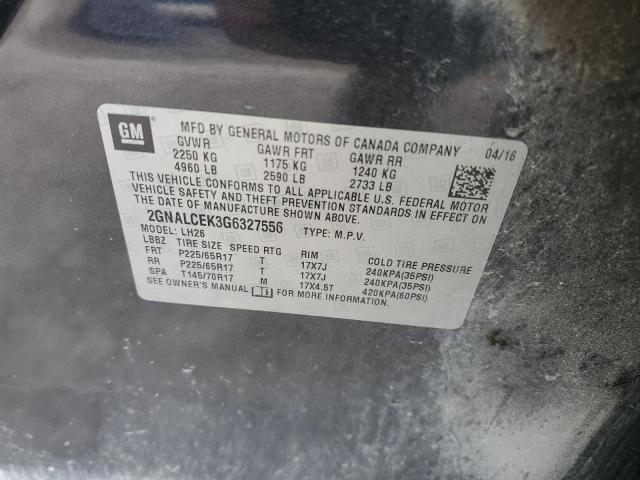 GM
MFD BY GENERAL MOTORS OF CANADA COMPANY
GVWR GAWR FRT GAWR RR 04/16
2250 KG 1175 KG 1240 KG
4960 LB 2590 LB 2733 LB
THIS VEHICLE CONFORMS TO ALL APPLICABLE U.S. FEDERAL MOTOR
VEHICLE SAFETY AND THEFT PREVENTION STANDARDS IN EFFECT ON
THE DATE OF MANUFACTURE SHOWN ABOVE.
2GNALCEK3G6327556 TYPE: M.P.V.
MODEL: LH26
LBBZ TIRE SIZE SPEED RTG RIM COLD TIRE PRESSURE
FRT P225/65R17 T 17X7J 240KPA(35PSI)
RR P225/65R17 T 17X7J 240KPA(35PSI)
SPA T145/70R17 M 17X4.5T 420KPA(60PSI)
SEE OWNER'S MANUAL FOR MORE INFORMATION.